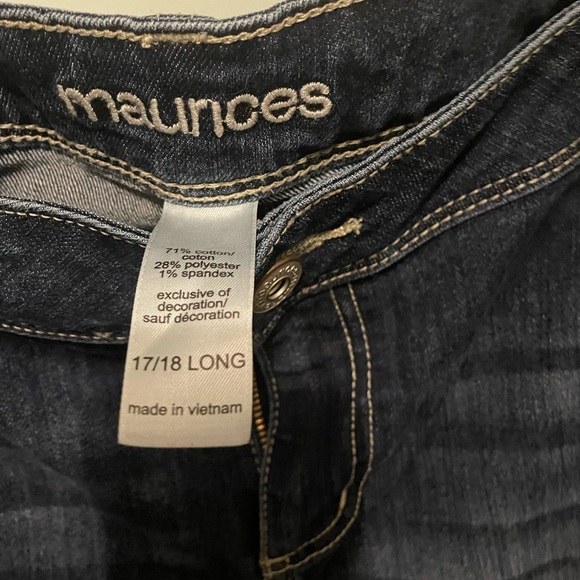 maurices
71% cotton/
coton
28% polyester
1% spandex
exclusive of
decoration/
sauf décoration
17/18 LONG
made in vietnam